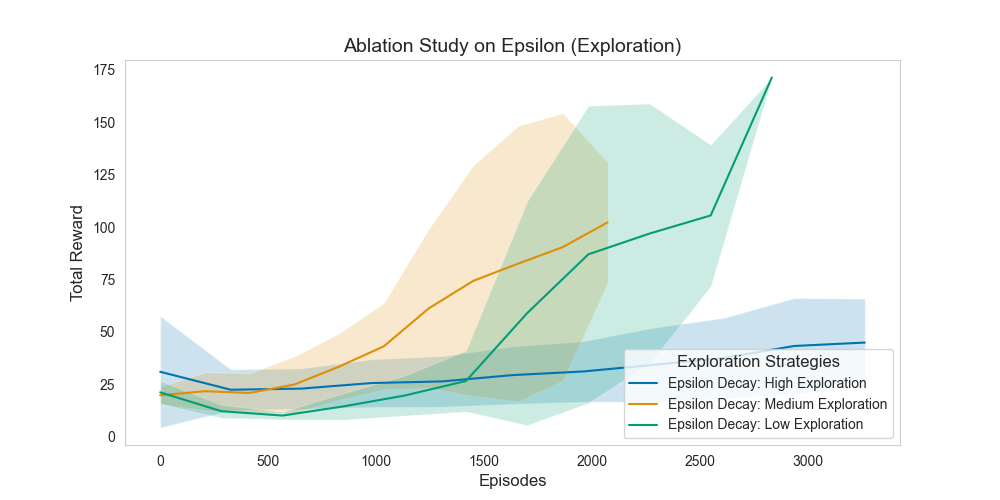 Ablation Study on Epsilon (Exploration)
Total Reward
175
150
125
100
75
50
25
0
0 500 1000 1500 2000 2500 3000
Episodes
Exploration Strategies
Epsilon Decay: High Exploration
Epsilon Decay: Medium Exploration
Epsilon Decay: Low Exploration